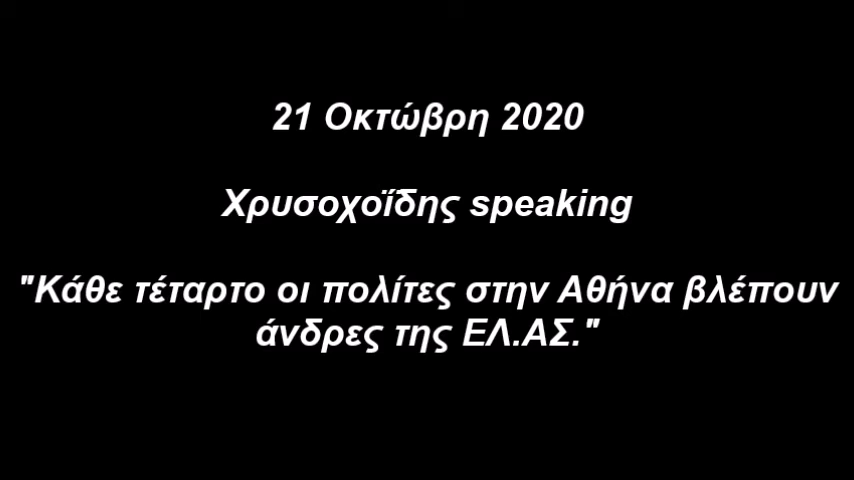 21 Οκτώβρη 2020
Χρυσοχοΐδης speaking
"Κάθε τέταρτο οι πολίτες στην Αθήνα βλέπουν
άνδρες της ΕΛ.ΑΣ."